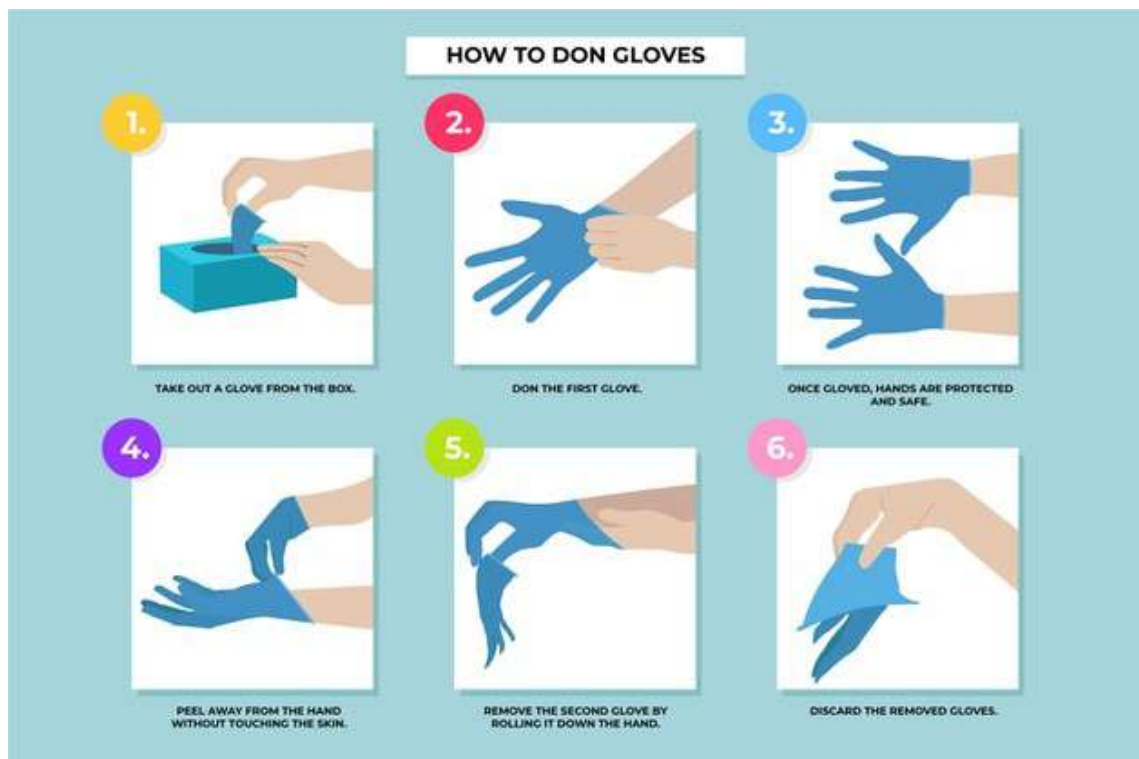 HOW TO DON GLOVES
1.
2.
3.
TAKE OUT A GLOVE FROM THE BOX.
DON THE FIRST GLOVE.
ONCE GLOVED, HANDS ARE PROTECTED
AND SAFE.
4.
5.
6.
PEEL AWAY FROM THE HAND
WITHOUT TOUCHING THE SKIN.
REMOVE THE SECOND GLOVE BY
ROLLING IT DOWN THE HAND.
DISCARD THE REMOVED GLOVES.